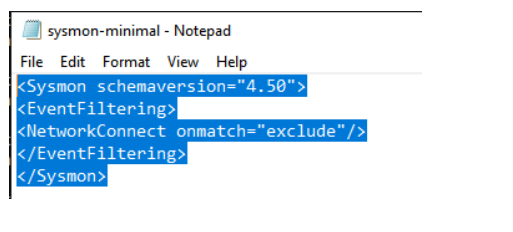 sysmon-minimal - Notepad
File Edit Format View Help
<Sysmon schemaversion="4.50">
<EventFiltering>
<NetworkConnect onmatch="exclude"/>
</EventFiltering>
</Sysmon>